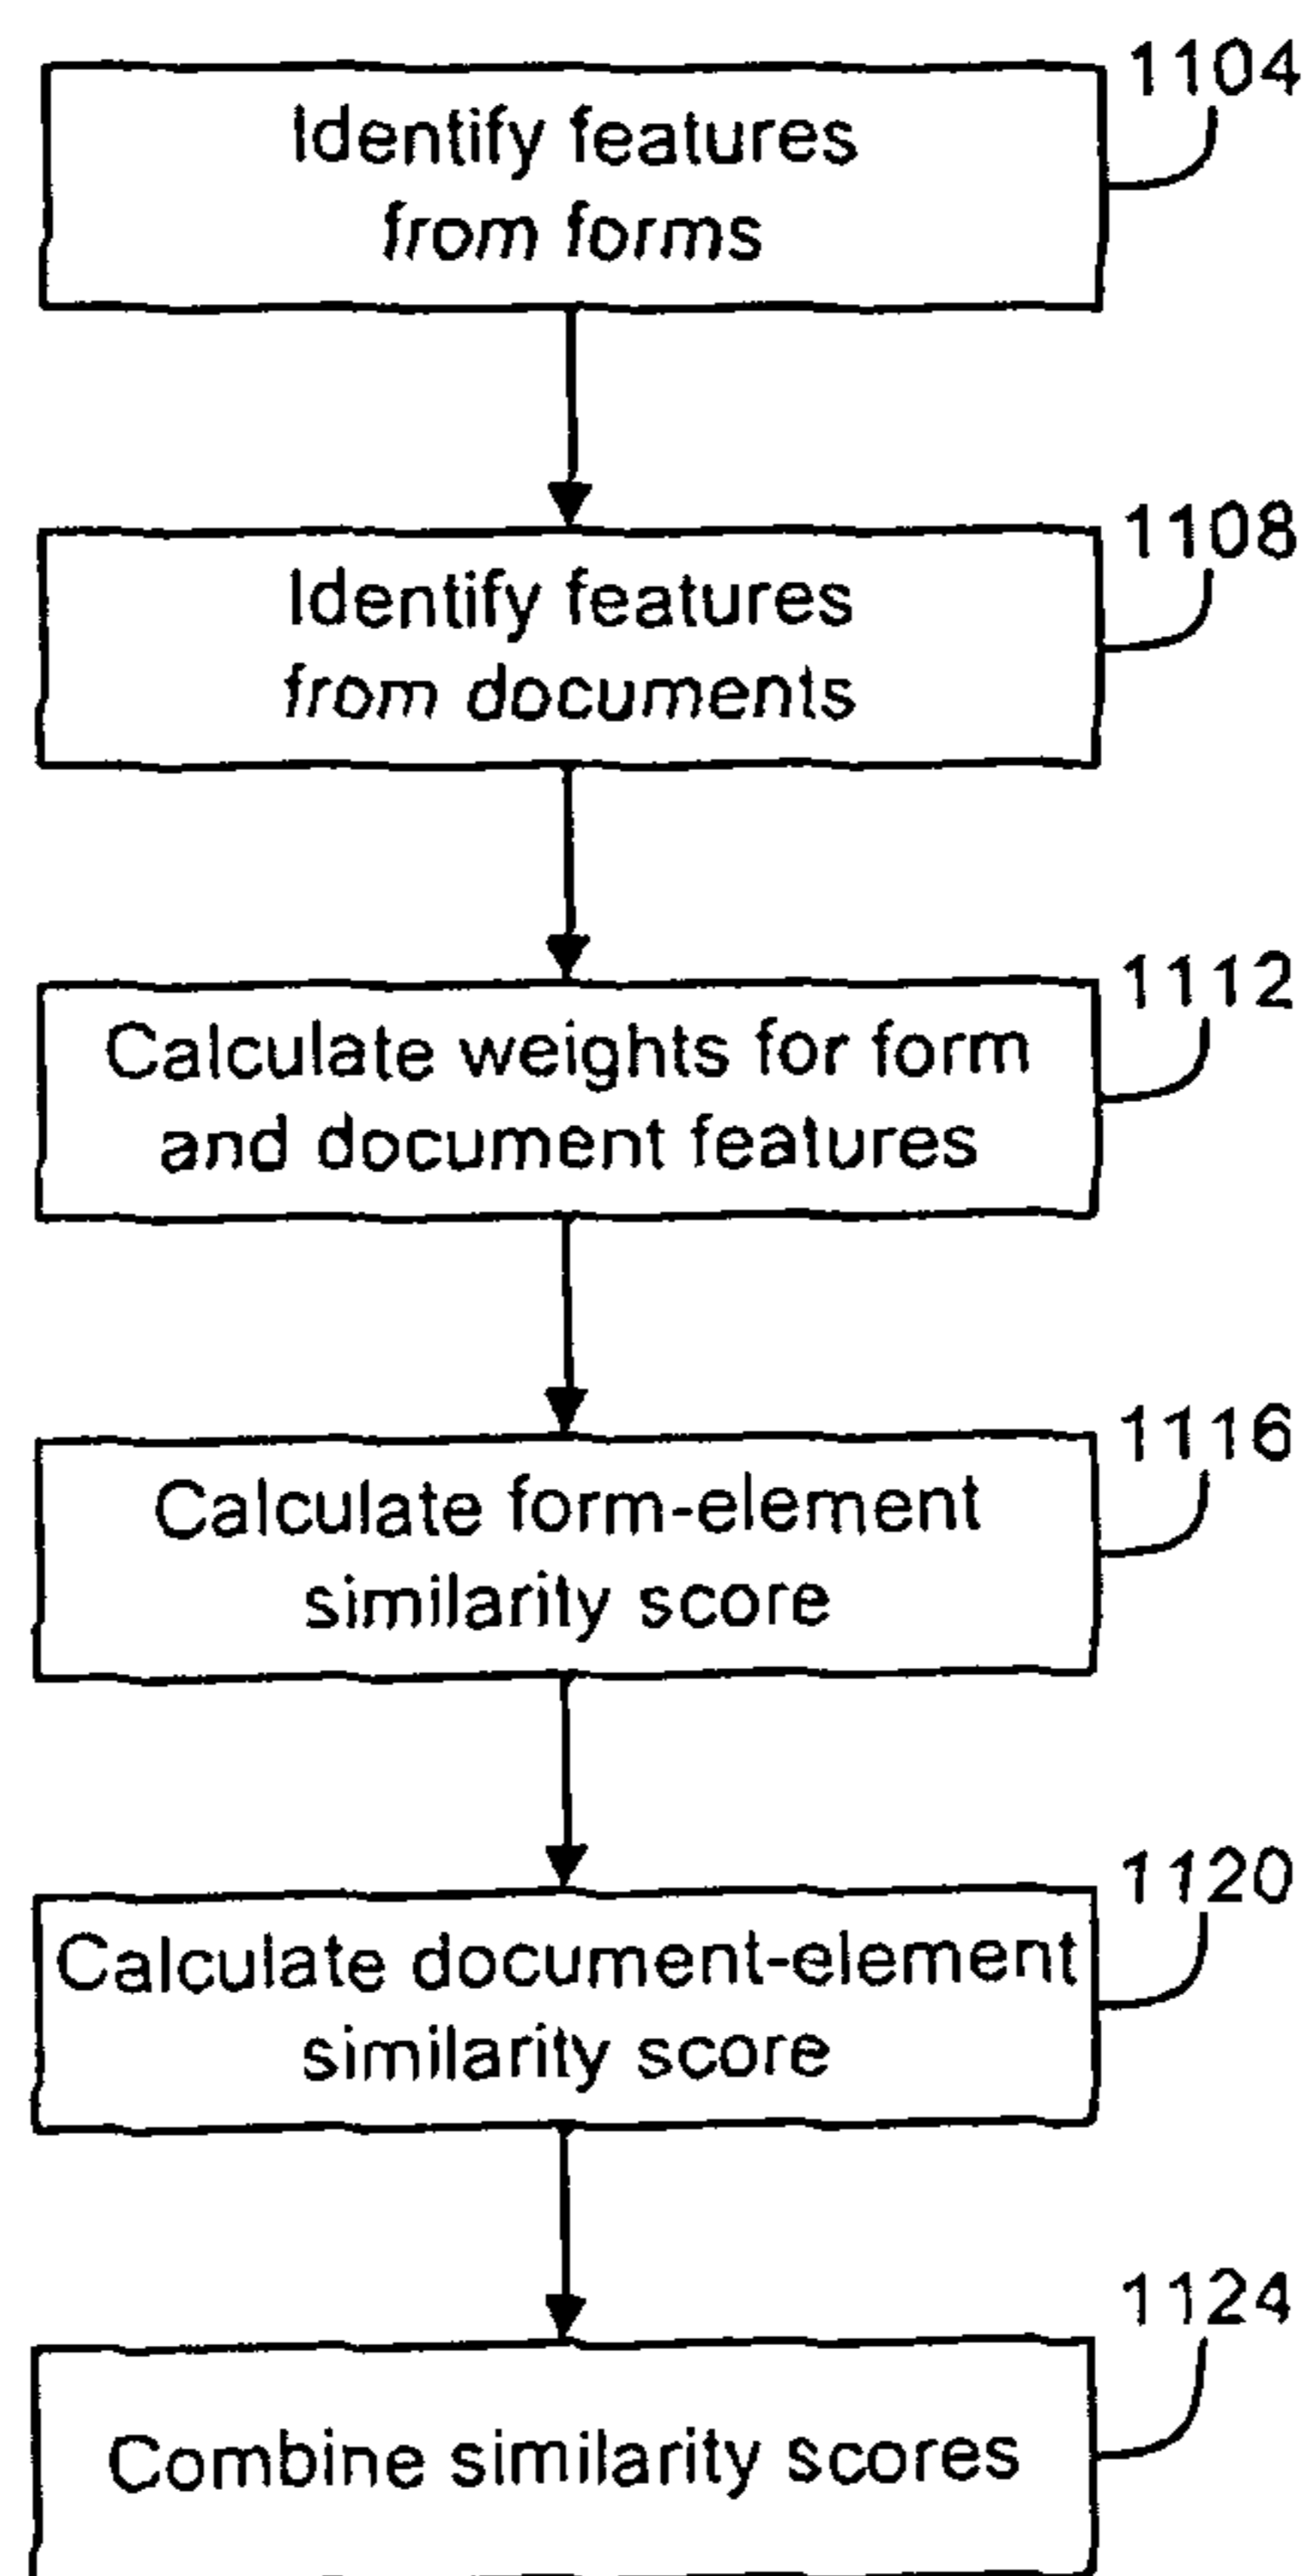 1104
Identify features
from forms
1108
Identify features
from documents
1112
Calculate weights for form
and document features
1116
Calculate form-element
similarity score
1120
Calculate document-element
similarity score
1124
Combine similarity scores